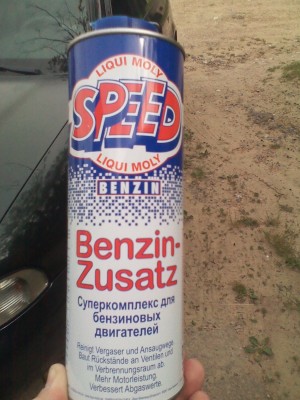 LIQUI MOLY
SPEED
LIQUI MOLY
BENZIN
Benzin-
Zusatz
Суперкомплекс для
бензиновых
двигателей
Reinigt Vergaser und Ansaugwege.
Baut Rückstände an Ventilen und
im Verbrennungsraum ab.
Mehr Motorleistung.
Verbessert Abgaswerte.